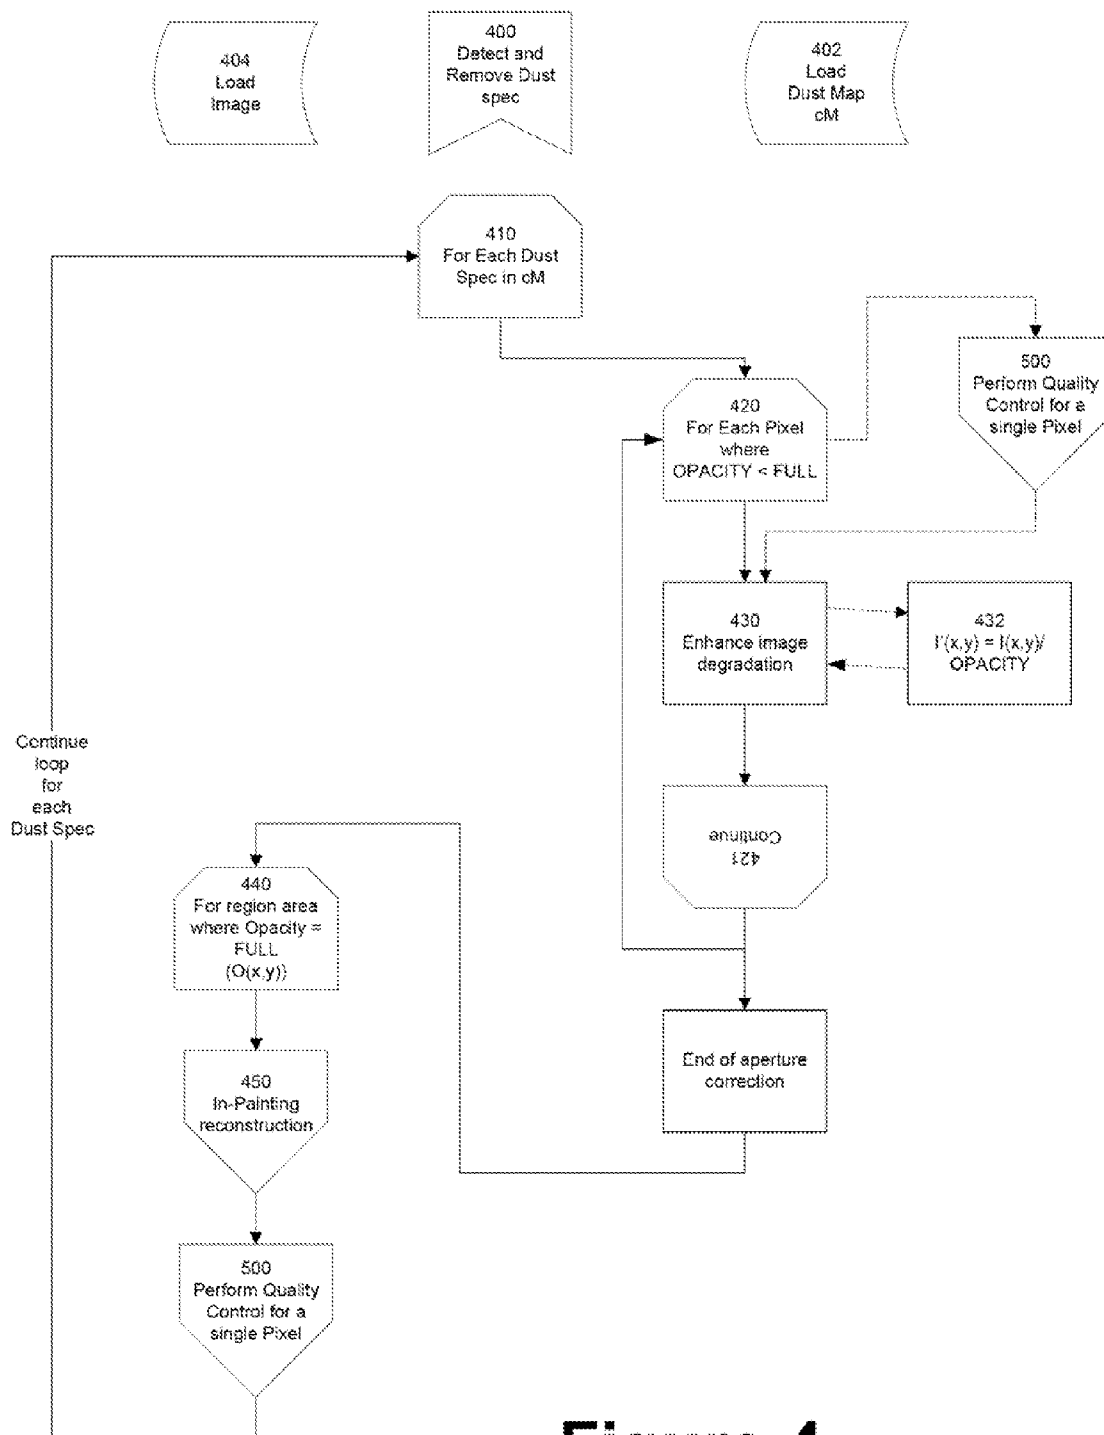 404
Load
Image
400
Detect and
Remove Dust
spec
402
Load
Dust Map
cM
410
For Each Dust
Spec in cM
420
For Each Pixel
where
OPACITY < FULL
500
Perform Quality
Control for a
single Pixel
430
Enhance image
degradation
432
I'(x,y) = I(x,y)/
OPACITY
Continue
loop
for
each
Dust Spec
Continue
421
440
For region area
where Opacity =
FULL
(O(x,y))
End of aperture
correction
450
In-Painting
reconstruction
500
Perform Quality
Control for a
single Pixel